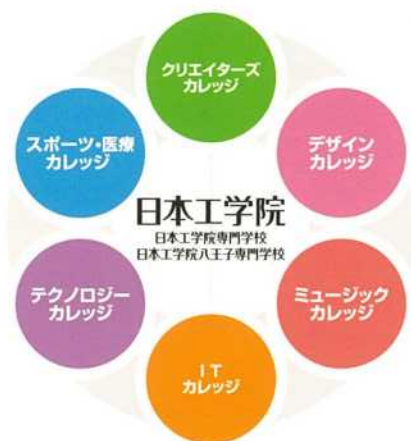 クリエイターズ
カレッジ
スポーツ・医療
カレッジ
デザイン
カレッジ
日本工学院
日本工学院専門学校
日本工学院八王子専門学校
テクノロジー
カレッジ
ミュージック
カレッジ
IT
カレッジ